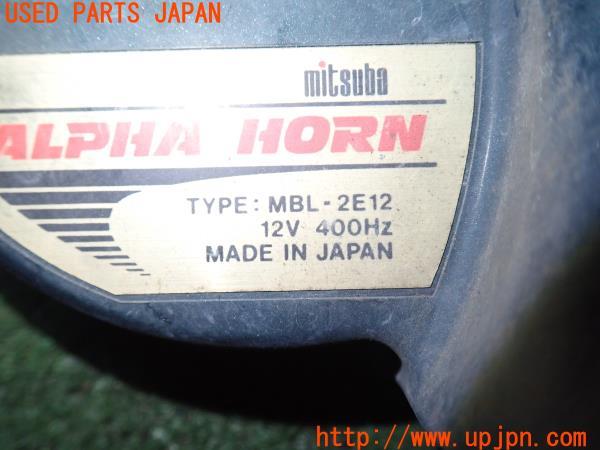 USED PARTS JAPAN
mitsuba
ALPHA HORN
TYPE: MBL-2E12
12V 400Hz
MADE IN JAPAN
http://www.upjpn.com